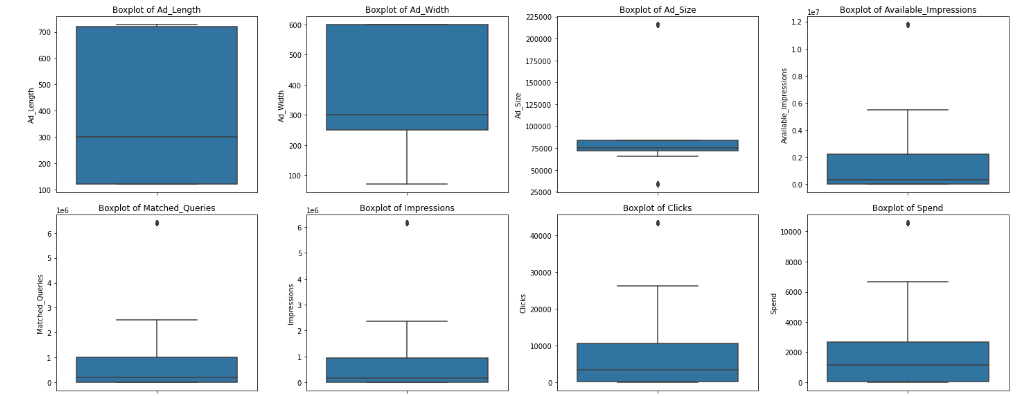 Boxplot of Ad_Length
Ad_Length
700
600
500
400
300
200
100
Boxplot of Ad_Width
Ad_Width
600
500
400
300
200
100
Boxplot of Ad_Size
Ad_Size
225000
200000
175000
150000
125000
100000
75000
50000
25000
Boxplot of Available_Impressions
1e7
Available_Impressions
1.2
1.0
0.8
0.6
0.4
0.2
0.0
Boxplot of Matched_Queries
1e6
Matched_Queries
6
5
4
3
2
1
0
Boxplot of Impressions
1e6
Impressions
6
5
4
3
2
1
0
Boxplot of Clicks
Clicks
40000
30000
20000
10000
0
Boxplot of Spend
Spend
10000
8000
6000
4000
2000
0